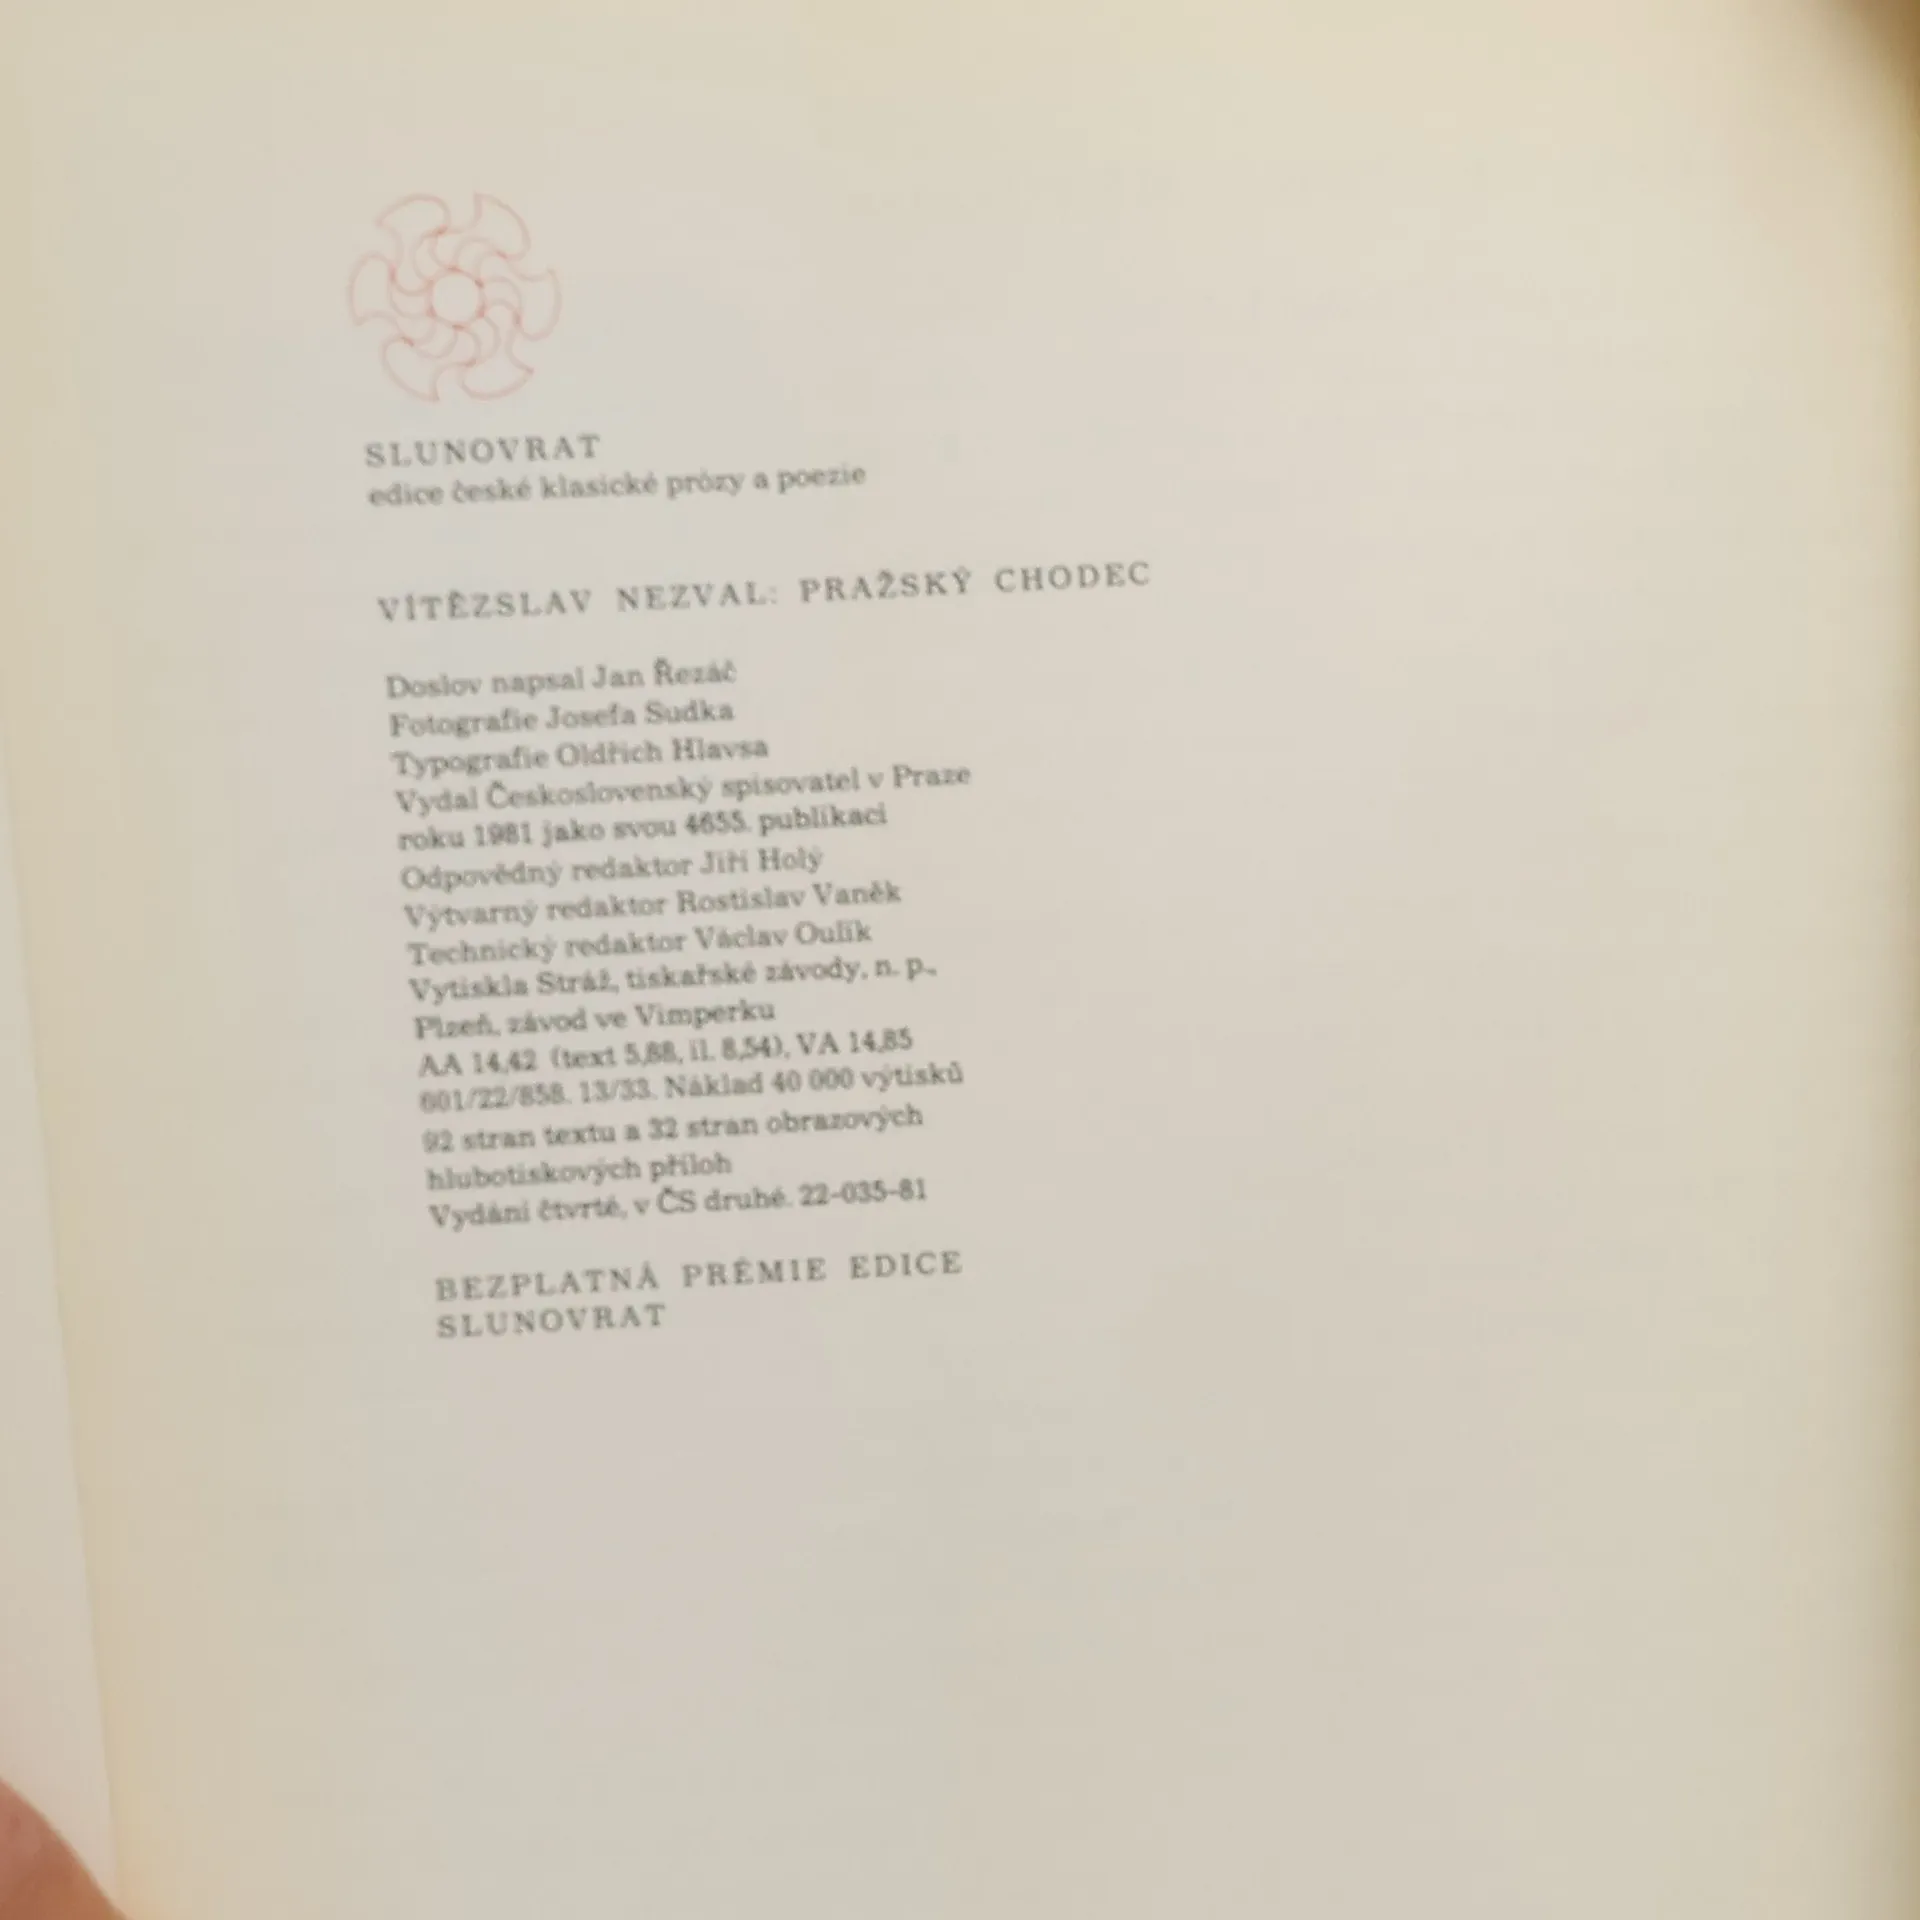 SLUNOVRAT
edice české klasické prózy a poezie
VÍTĚZSLAV NEZVAL: PRAŽSKÝ CHODEC
Doslov napsal Jan Řezáč
Fotografie Josefa Sudka
Typografie Oldřich Hlavsa
Vydal Československý spisovatel v Praze
roku 1981 jako svou 4655. publikaci
Odpovědný redaktor Jiří Holý
Výtvarný redaktor Rostislav Vaněk
Technický redaktor Václav Oulík
Vytiskla Stráž, tiskařské závody, n. p.,
Plzeň, závod ve Vimperku
AA 14,42 (text 5,88, il. 8,54), VA 14,85
601/22/858. 13/33. Náklad 40 000 výtisků
92 stran textu a 32 stran obrazových
hlubotiskových příloh
Vydání čtvrté, v ČS druhé. 22-035-81
BEZPLATNÁ PRÉMIE EDICE
SLUNOVRAT